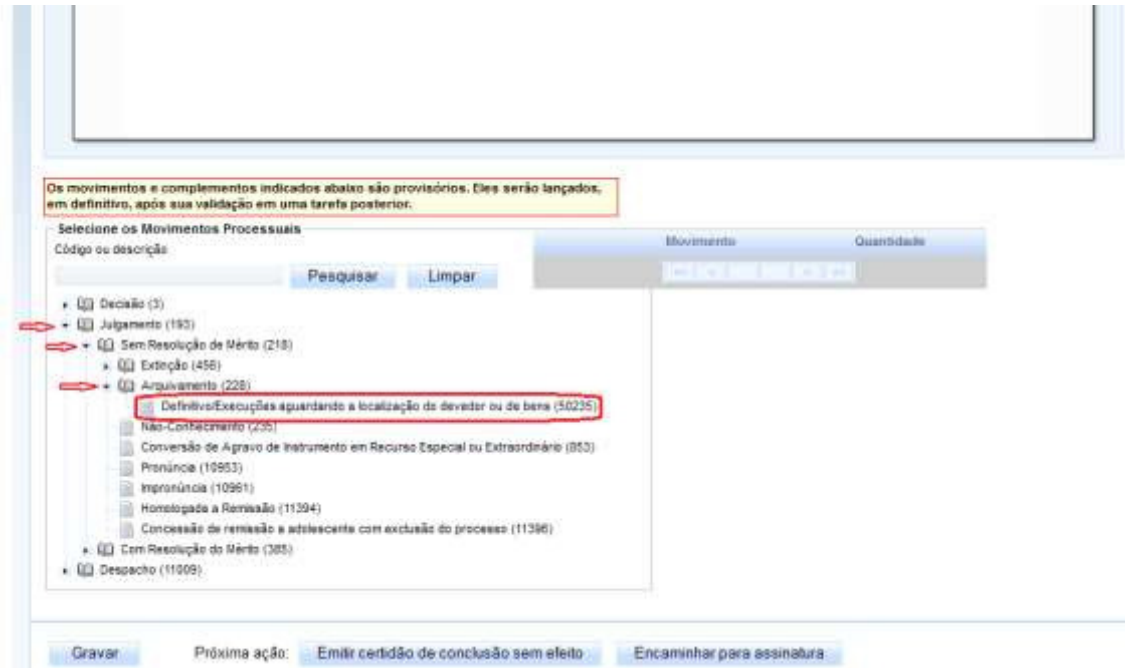 Os movimentos e complementos indicados abaixo são provisórios. Eles serão lançados,
em definitivo, após sua validação em uma tarefa posterior.
Selecione os Movimentos Processuais
Código ou descrição
Movimento Quantidade
Pesquisar Limpar
Decisão (3)
Julgamento (193)
Sem Resolução de Mérito (218)
Extinção (456)
Arquivamento (228)
Definitivo/Execuções aguardando a localização do devedor ou de bens (50235)
Não-Conhecimento (235)
Conversão de Agravo de Instrumento em Recurso Especial ou Extraordinário (853)
Pronúncia (10953)
Impronúncia (10961)
Homologada a Remissão (11394)
Concessão de remissão a adolescente com exclusão do processo (11396)
Com Resolução do Mérito (385)
Despacho (11009)
Gravar Próxima ação: Emitir certidão de conclusão sem efeito Encaminhar para assinatura